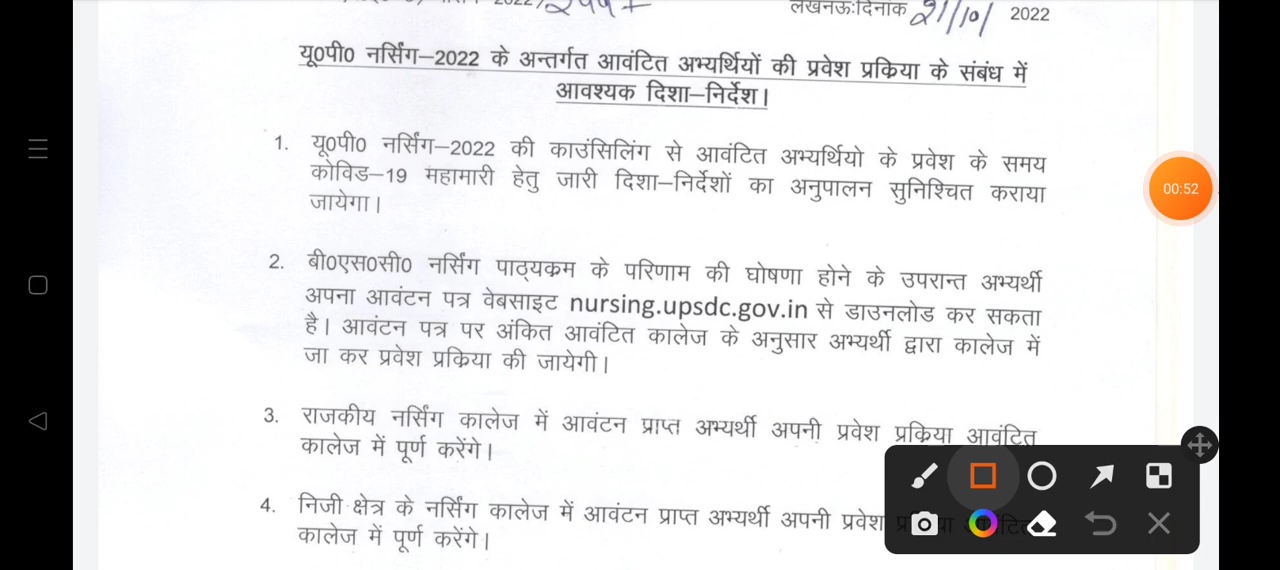 लखनऊ:दिनांक 21/10/ 2022
यू0पी0 नर्सिंग–2022 के अन्तर्गत आवंटित अभ्यर्थियों की प्रवेश प्रक्रिया के संबंध में
आवश्यक दिशा–निर्देश।
1. यू0पी0 नर्सिंग–2022 की काउंसिलिंग से आवंटित अभ्यर्थियो के प्रवेश के समय
कोविड–19 महामारी हेतु जारी दिशा–निर्देशों का अनुपालन सुनिश्चित कराया
जायेगा।
2. बी0एस0सी0 नर्सिंग पाठ्यक्रम के परिणाम की घोषणा होने के उपरान्त अभ्यर्थी
अपना आवंटन पत्र वेबसाइट nursing.upsdc.gov.in से डाउनलोड कर सकता
है। आवंटन पत्र पर अंकित आवंटित कालेज के अनुसार अभ्यर्थी द्वारा कालेज में
जा कर प्रवेश प्रक्रिया की जायेगी।
3. राजकीय नर्सिंग कालेज में आवंटन प्राप्त अभ्यर्थी अपनी प्रवेश प्रक्रिया आवंटित
कालेज में पूर्ण करेंगे।
4. निजी क्षेत्र के नर्सिंग कालेज में आवंटन प्राप्त अभ्यर्थी अपनी प्रवेश
कालेज में पूर्ण करेंगे।
00:52